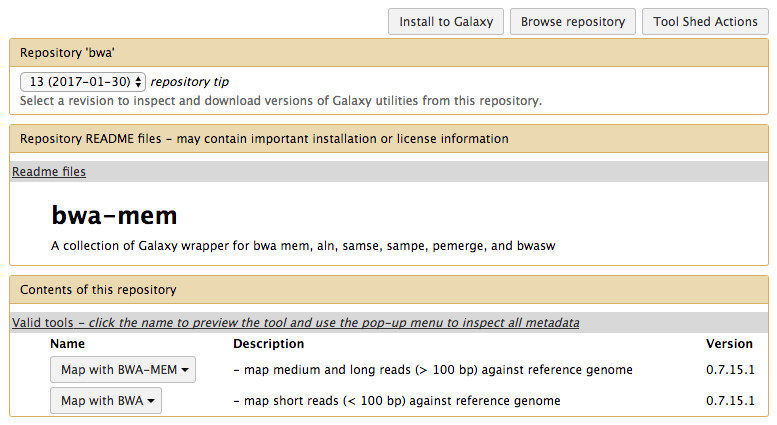 Install to Galaxy Browse repository Tool Shed Actions
Repository 'bwa'
13 (2017-01-30) repository tip
Select a revision to inspect and download versions of Galaxy utilities from this repository.
Repository README files - may contain important installation or license information
Readme files
bwa-mem
A collection of Galaxy wrapper for bwa mem, aln, samse, sampe, pemerge, and bwasw
Contents of this repository
Valid tools - click the name to preview the tool and use the pop-up menu to inspect all metadata
Name Description Version
Map with BWA-MEM - map medium and long reads (> 100 bp) against reference genome 0.7.15.1
Map with BWA - map short reads (< 100 bp) against reference genome 0.7.15.1